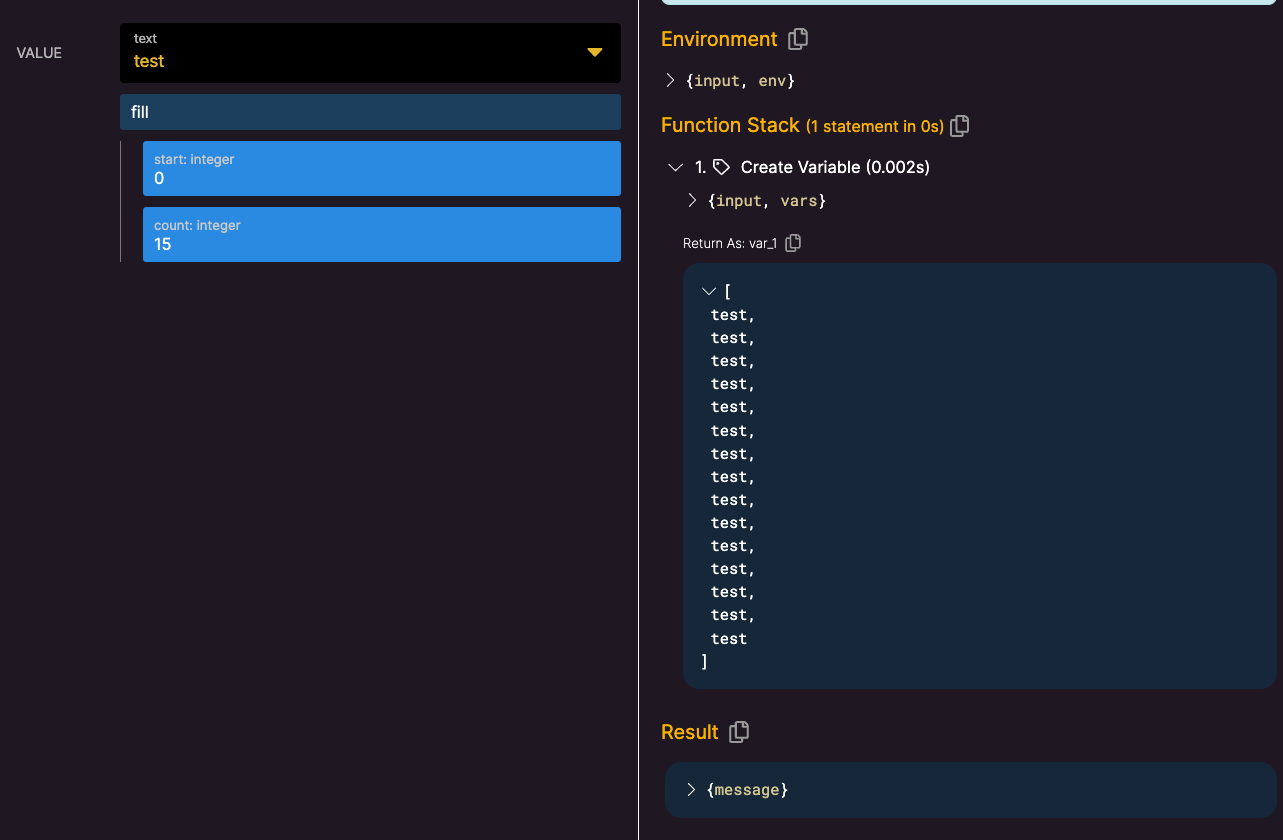 VALUE
text
test
fill
start: integer
0
count: integer
15
Environment
{input, env}
Function Stack (1 statement in 0s)
1. Create Variable (0.002s)
{input, vars}
Return As: var_1
[
test,
test,
test,
test,
test,
test,
test,
test,
test,
test,
test,
test,
test,
test,
test
]
Result
{message}